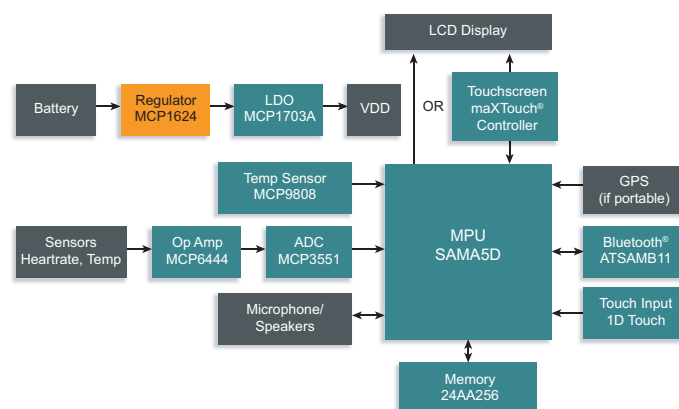 LCD Display
Battery
Regulator
MCP1624
LDO
MCP1703A
VDD
OR
Touchscreen
maXTouch®
Controller
Temp Sensor
MCP9808
GPS
(if portable)
Sensors
Heartrate, Temp
Op Amp
MCP6444
ADC
MCP3551
MPU
SAMA5D
Bluetooth®
ATSAMB11
Microphone/
Speakers
Touch Input
1D Touch
Memory
24AA256